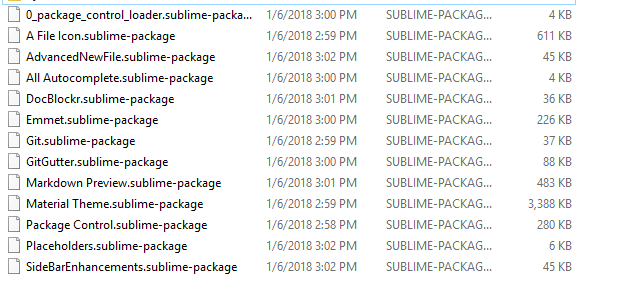 0_package_control_loader.sublime-packa... 1/6/2018 3:00 PM SUBLIME-PACKAG... 4 KB
A File Icon.sublime-package 1/6/2018 2:59 PM SUBLIME-PACKAG... 611 KB
AdvancedNewFile.sublime-package 1/6/2018 3:02 PM SUBLIME-PACKAG... 45 KB
All Autocomplete.sublime-package 1/6/2018 3:00 PM SUBLIME-PACKAG... 4 KB
DocBlockr.sublime-package 1/6/2018 3:01 PM SUBLIME-PACKAG... 36 KB
Emmet.sublime-package 1/6/2018 3:00 PM SUBLIME-PACKAG... 226 KB
Git.sublime-package 1/6/2018 2:59 PM SUBLIME-PACKAG... 37 KB
GitGutter.sublime-package 1/6/2018 3:00 PM SUBLIME-PACKAG... 88 KB
Markdown Preview.sublime-package 1/6/2018 3:01 PM SUBLIME-PACKAG... 483 KB
Material Theme.sublime-package 1/6/2018 2:59 PM SUBLIME-PACKAG... 3,388 KB
Package Control.sublime-package 1/6/2018 2:58 PM SUBLIME-PACKAG... 280 KB
Placeholders.sublime-package 1/6/2018 3:02 PM SUBLIME-PACKAG... 6 KB
SideBarEnhancements.sublime-package 1/6/2018 3:02 PM SUBLIME-PACKAG... 45 KB